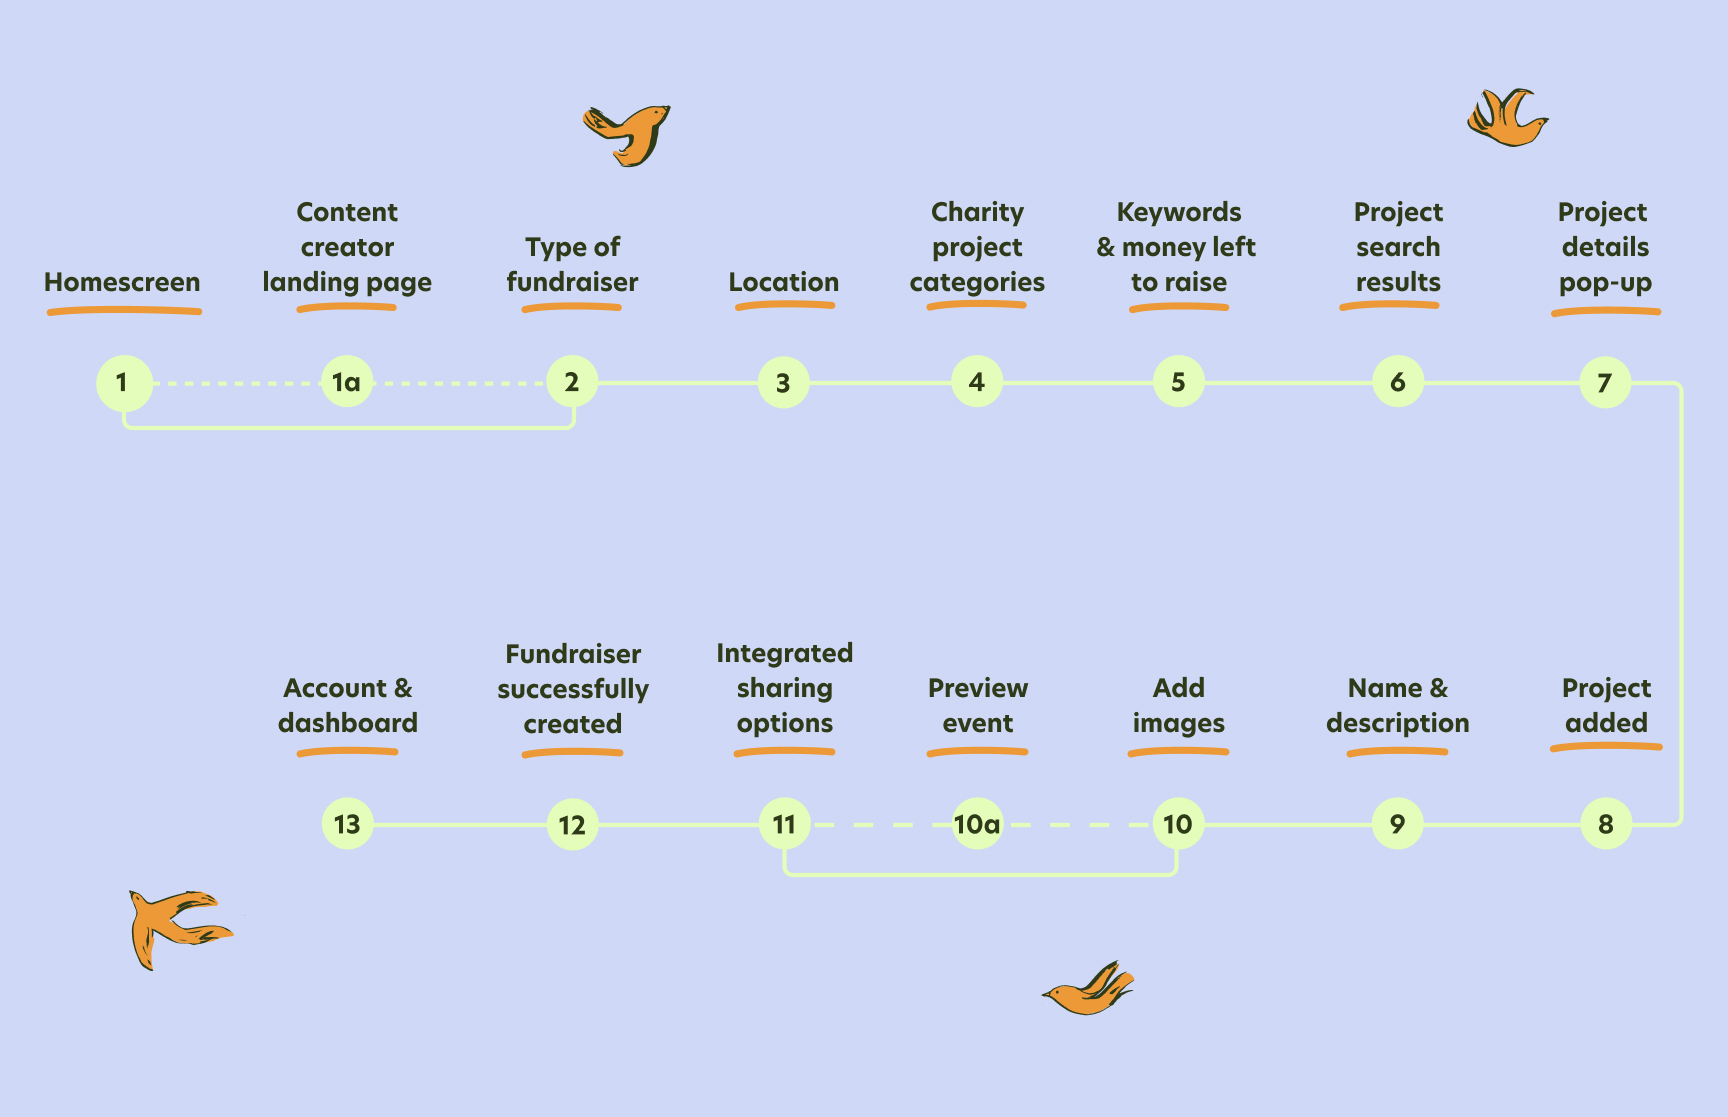 Homescreen
Content
creator
landing page
Type of
fundraiser
Location
Charity
project
categories
Keywords
& money left
to raise
Project
search
results
Project
details
pop-up
1
1a
2
3
4
5
6
7
Account &
dashboard
Fundraiser
successfully
created
Integrated
sharing
options
Preview
event
Add
images
Name &
description
Project
added
13
12
11
10a
10
9
8